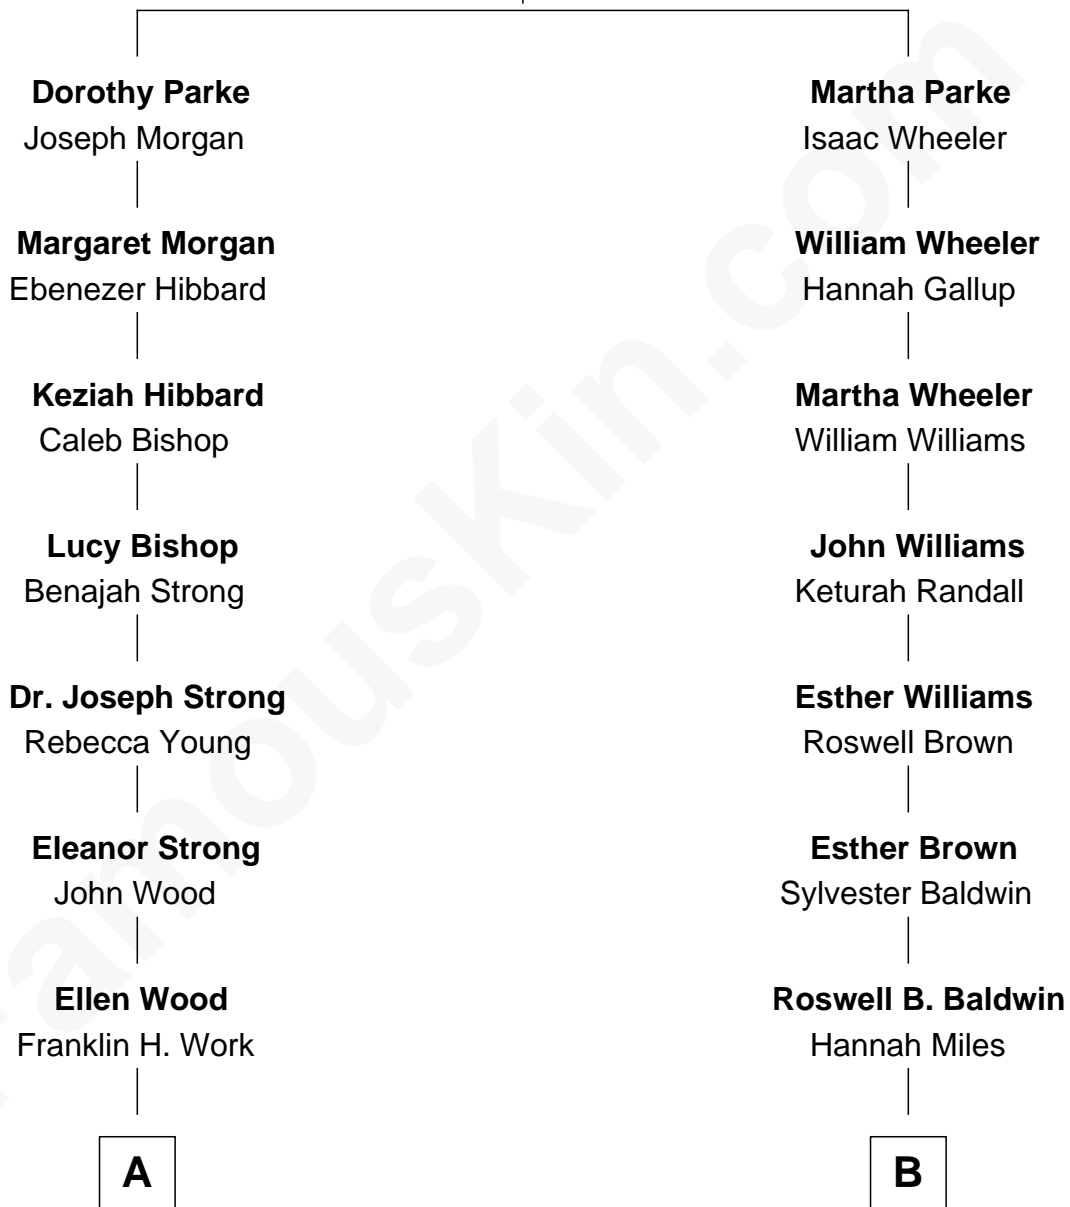 Dorothy Parke
Joseph Morgan
Margaret Morgan
Ebenezer Hibbard
Keziah Hibbard
Caleb Bishop
Lucy Bishop
Benajah Strong
Dr. Joseph Strong
Rebecca Young
Eleanor Strong
John Wood
Ellen Wood
Franklin H. Work
A
Martha Parke
Isaac Wheeler
William Wheeler
Hannah Gallup
Martha Wheeler
William Williams
John Williams
Keturah Randall
Esther Williams
Roswell Brown
Esther Brown
Sylvester Baldwin
Roswell B. Baldwin
Hannah Miles
B
FamousKin.com